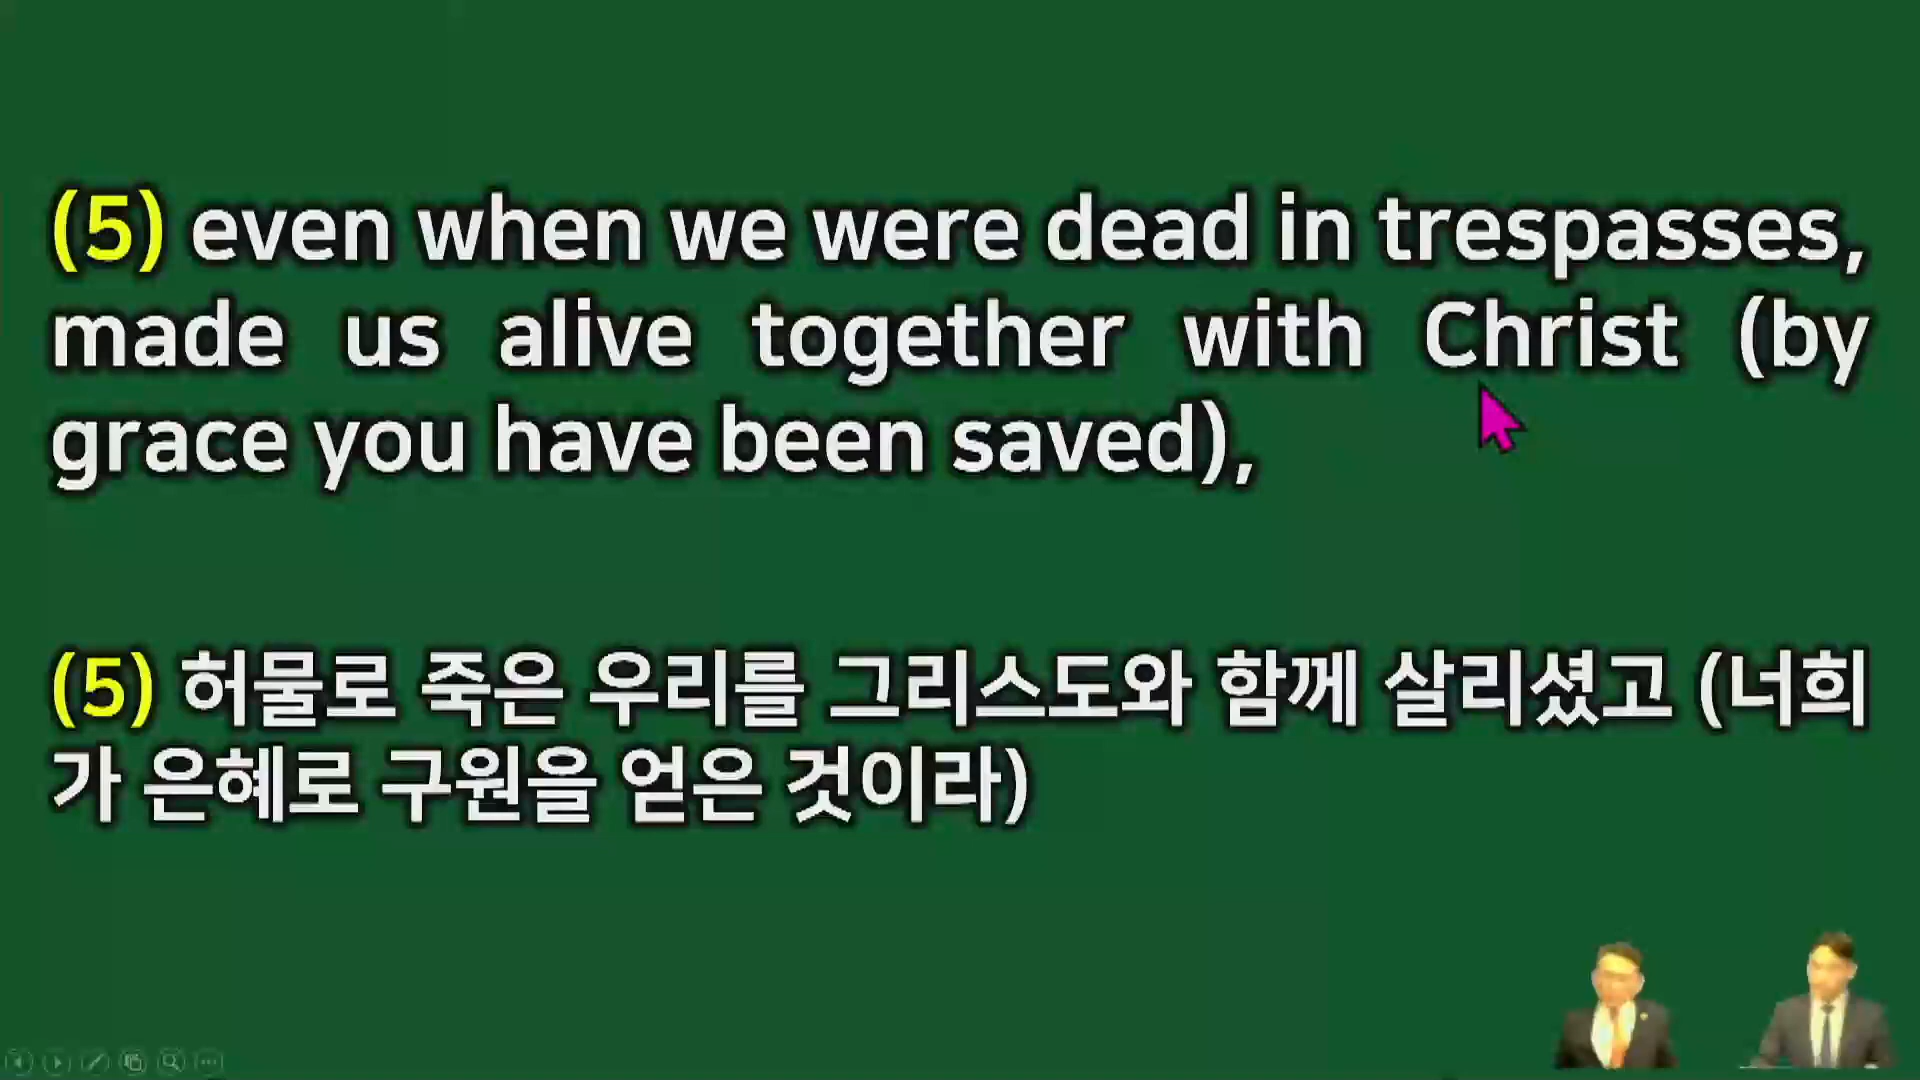 (5) even when we were dead in trespasses,
made us alive together with Christ (by
grace you have been saved),
(5) 허물로 죽은 우리를 그리스도와 함께 살리셨고 (너희
가 은혜로 구원을 얻은 것이라)